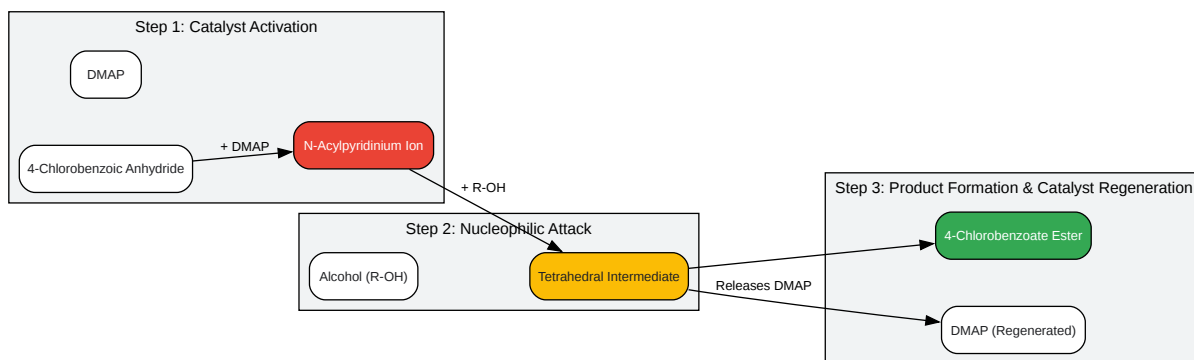 Step 1: Catalyst Activation
DMAP
4-Chlorobenzoic Anhydride
+ DMAP
N-Acylpyridinium Ion
+ R-OH
Step 2: Nucleophilic Attack
Alcohol (R-OH)
Tetrahedral Intermediate
Releases DMAP
Step 3: Product Formation & Catalyst Regeneration
4-Chlorobenzoate Ester
DMAP (Regenerated)